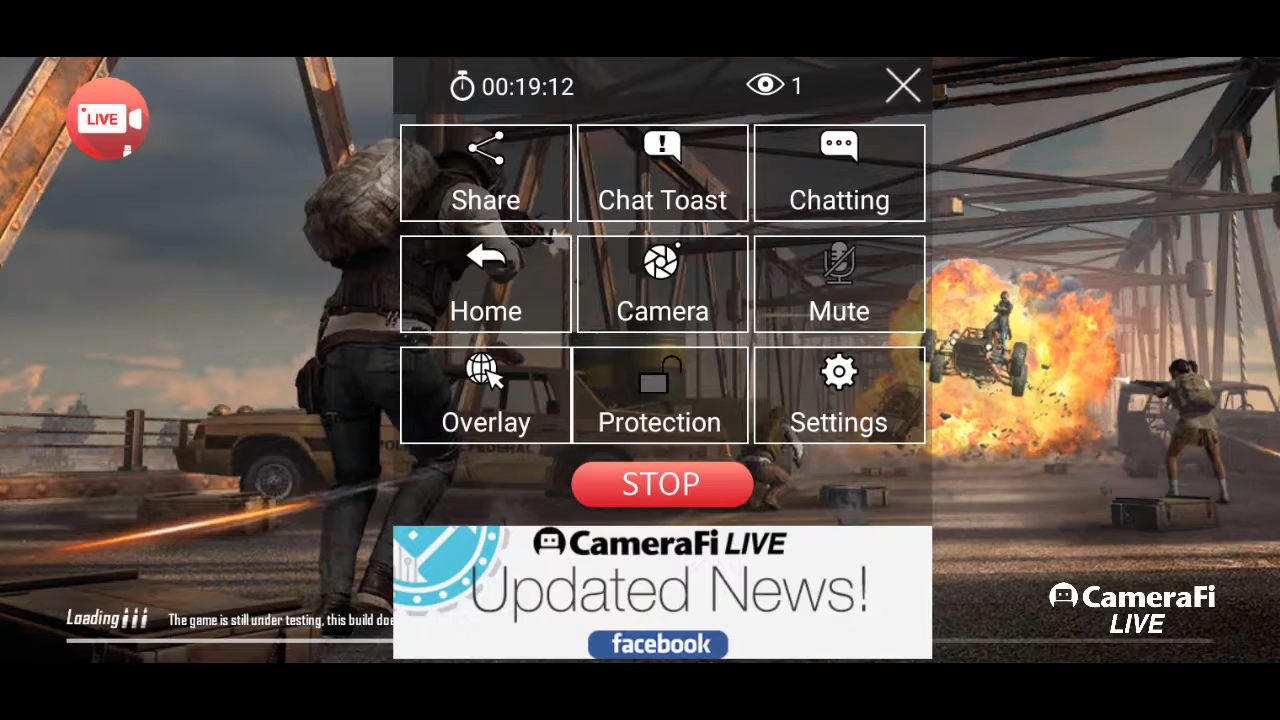 LIVE
00:19:12
1
Share
Chat Toast
Chatting
Home
Camera
Mute
Overlay
Protection
Settings
STOP
CameraFi LIVE
Updated News!
facebook
Loading
The game is still under testing, this build doe
CameraFi
LIVE